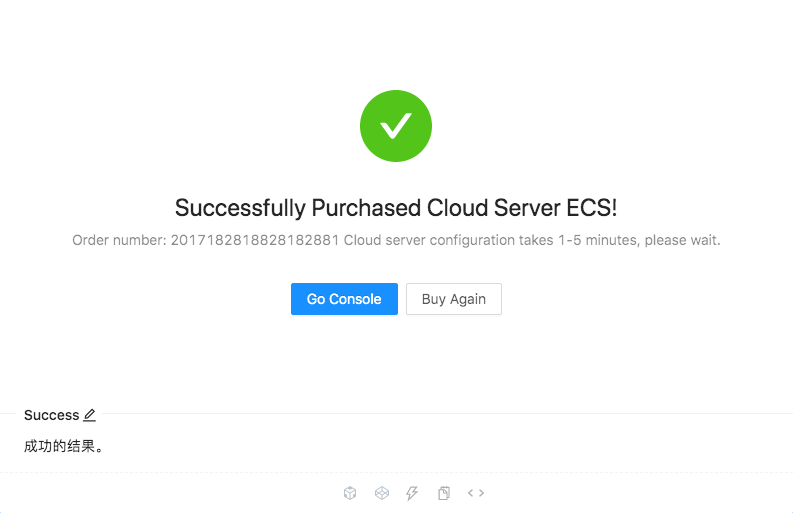 Successfully Purchased Cloud Server ECS!
Order number: 2017182818828182881 Cloud server configuration takes 1-5 minutes, please wait.
Go Console Buy Again
Success
成功的结果。